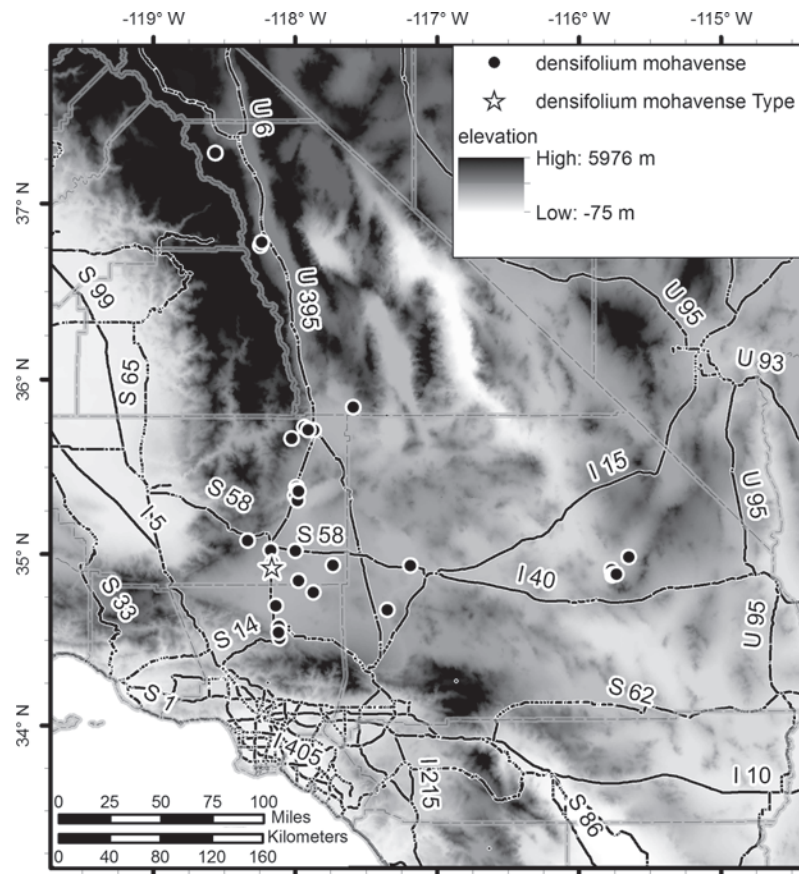 -119° W -118° W -117° W -116° W -115° W
densifolium mohavense
densifolium mohavense Type
elevation
High: 5976 m
Low: -75 m
37° N
36° N
35° N
34° N
U 6
U 395
S 99
S 65
U 95
U 93
I 15
S 58
I 5
S 58
U 95
I 40
S 33
S 14
U 95
S 1
S 62
I 405
I 215
I 10
S 86
0 25 50 75 100
Miles
Kilometers
0 40 80 120 160